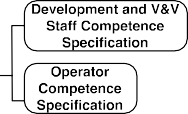 Development and V&V
Staff Competence
Specification
Operator
Competence
Specification